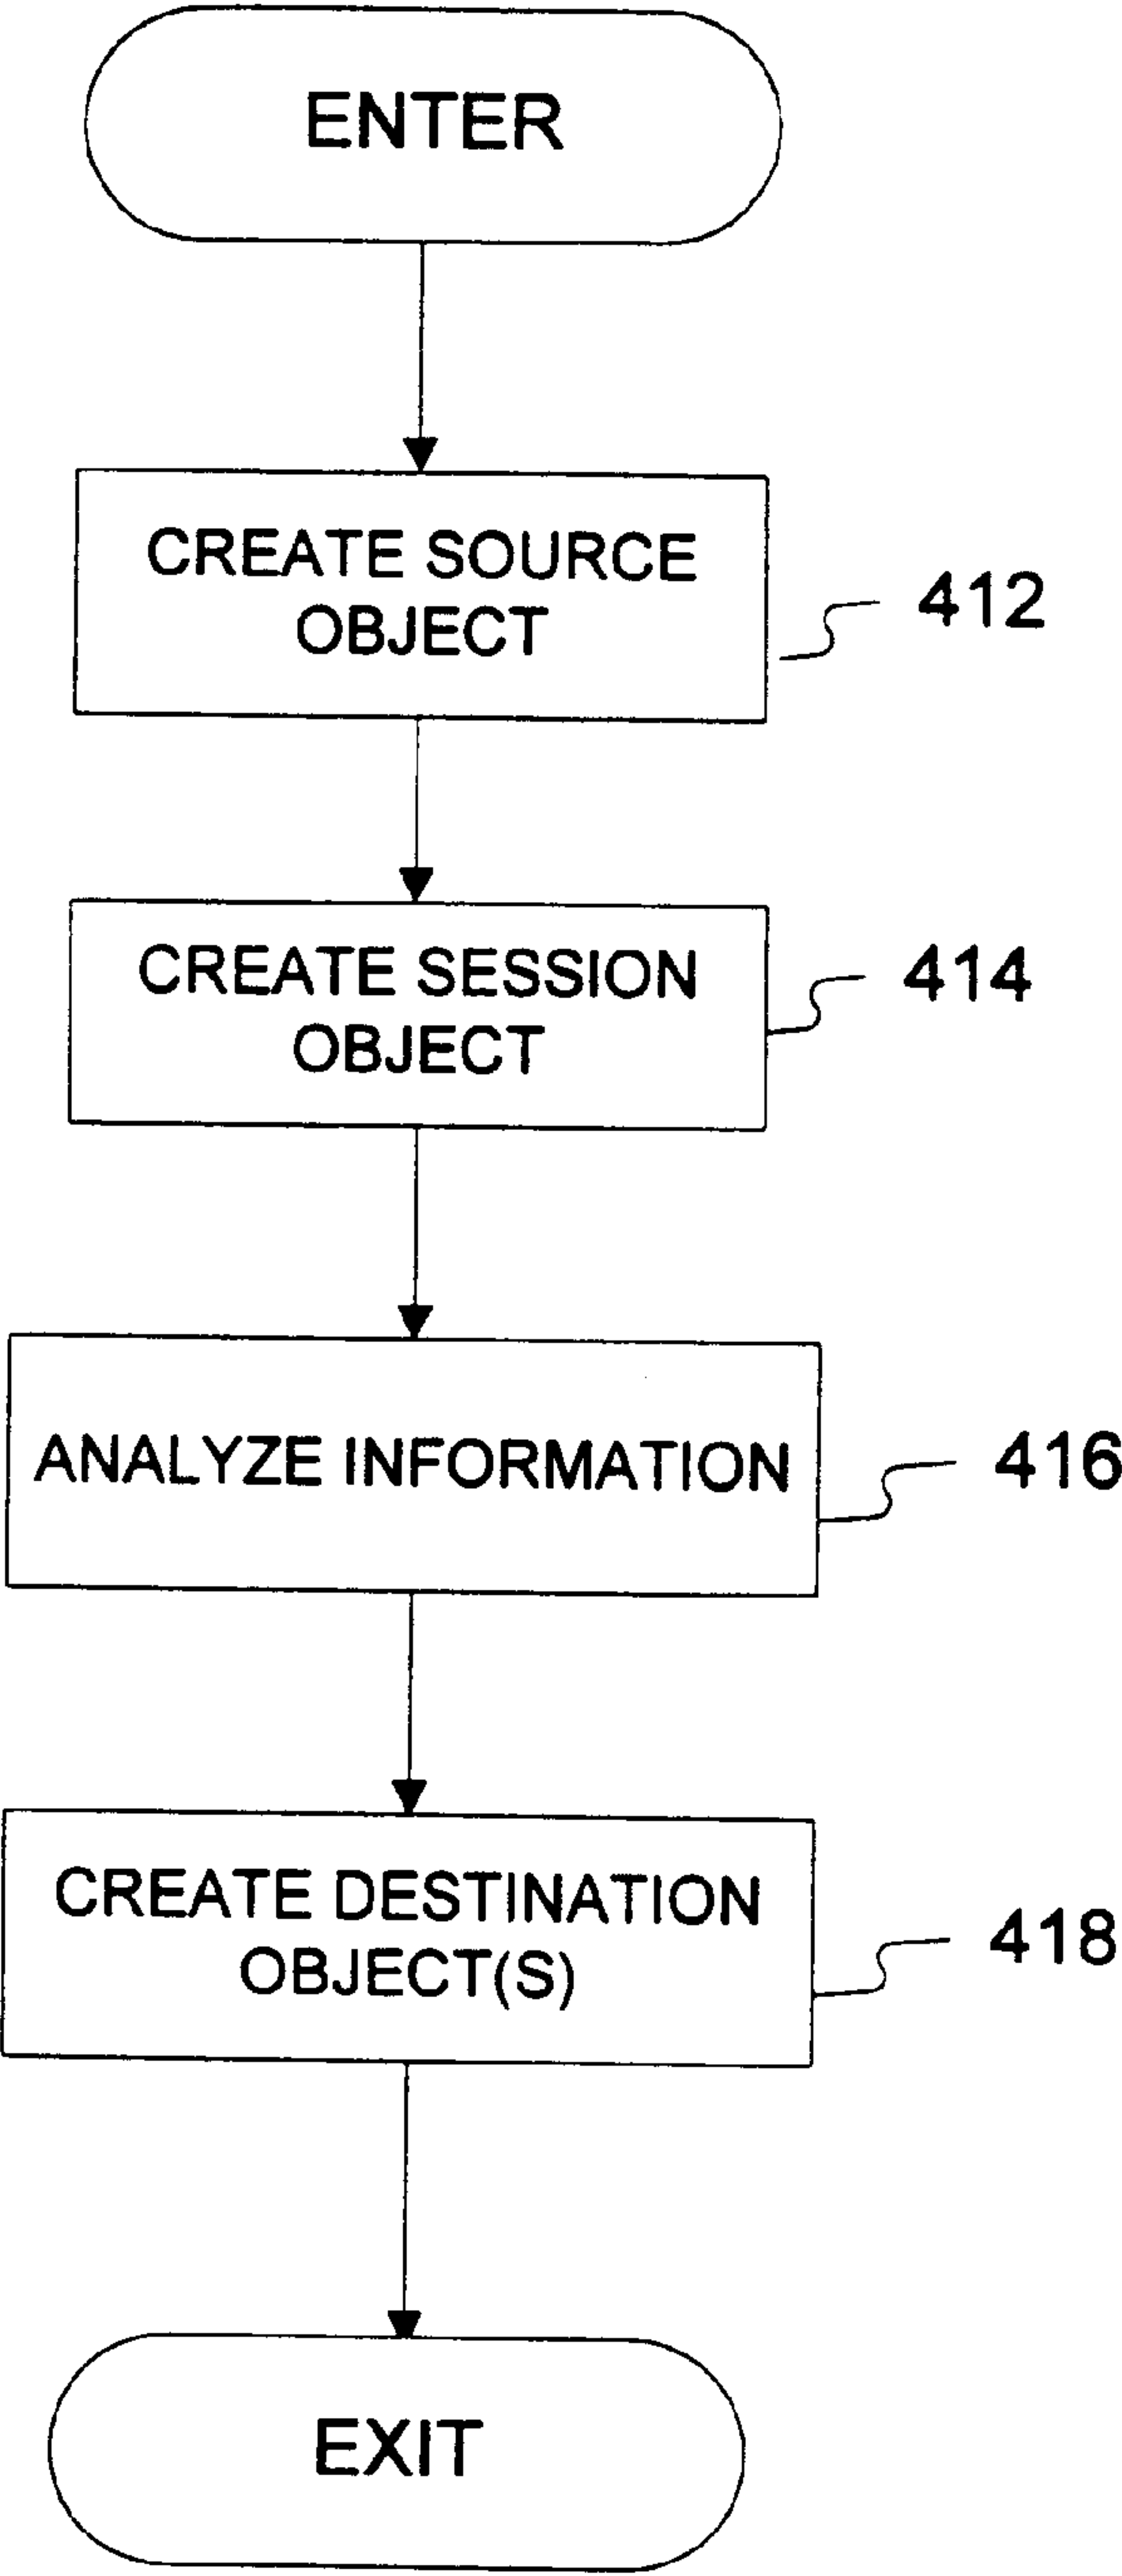 ENTER
CREATE SOURCE
OBJECT
412
CREATE SESSION
OBJECT
414
ANALYZE INFORMATION
416
CREATE DESTINATION
OBJECT(S)
418
EXIT